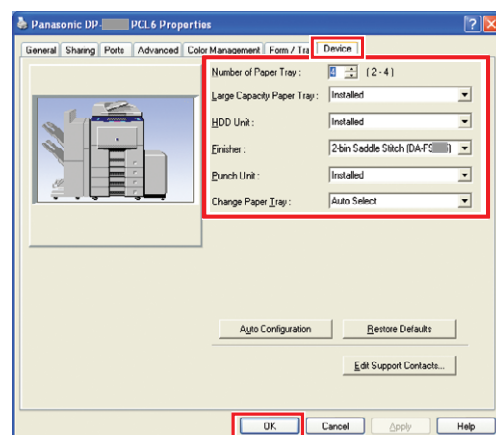 Panasonic DP- PCL6 Properties
General Sharing Ports Advanced Color Management Form / Tra Device
Number of Paper Tray : 4 ( 2 - 4 )
Large Capacity Paper Tray : Installed
HDD Unit : Installed
Finisher : 2-bin Saddle Stitch (DA-FS )
Punch Unit : Installed
Change Paper Tray : Auto Select
Auto Configuration Restore Defaults
Edit Support Contacts...
OK Cancel Apply Help